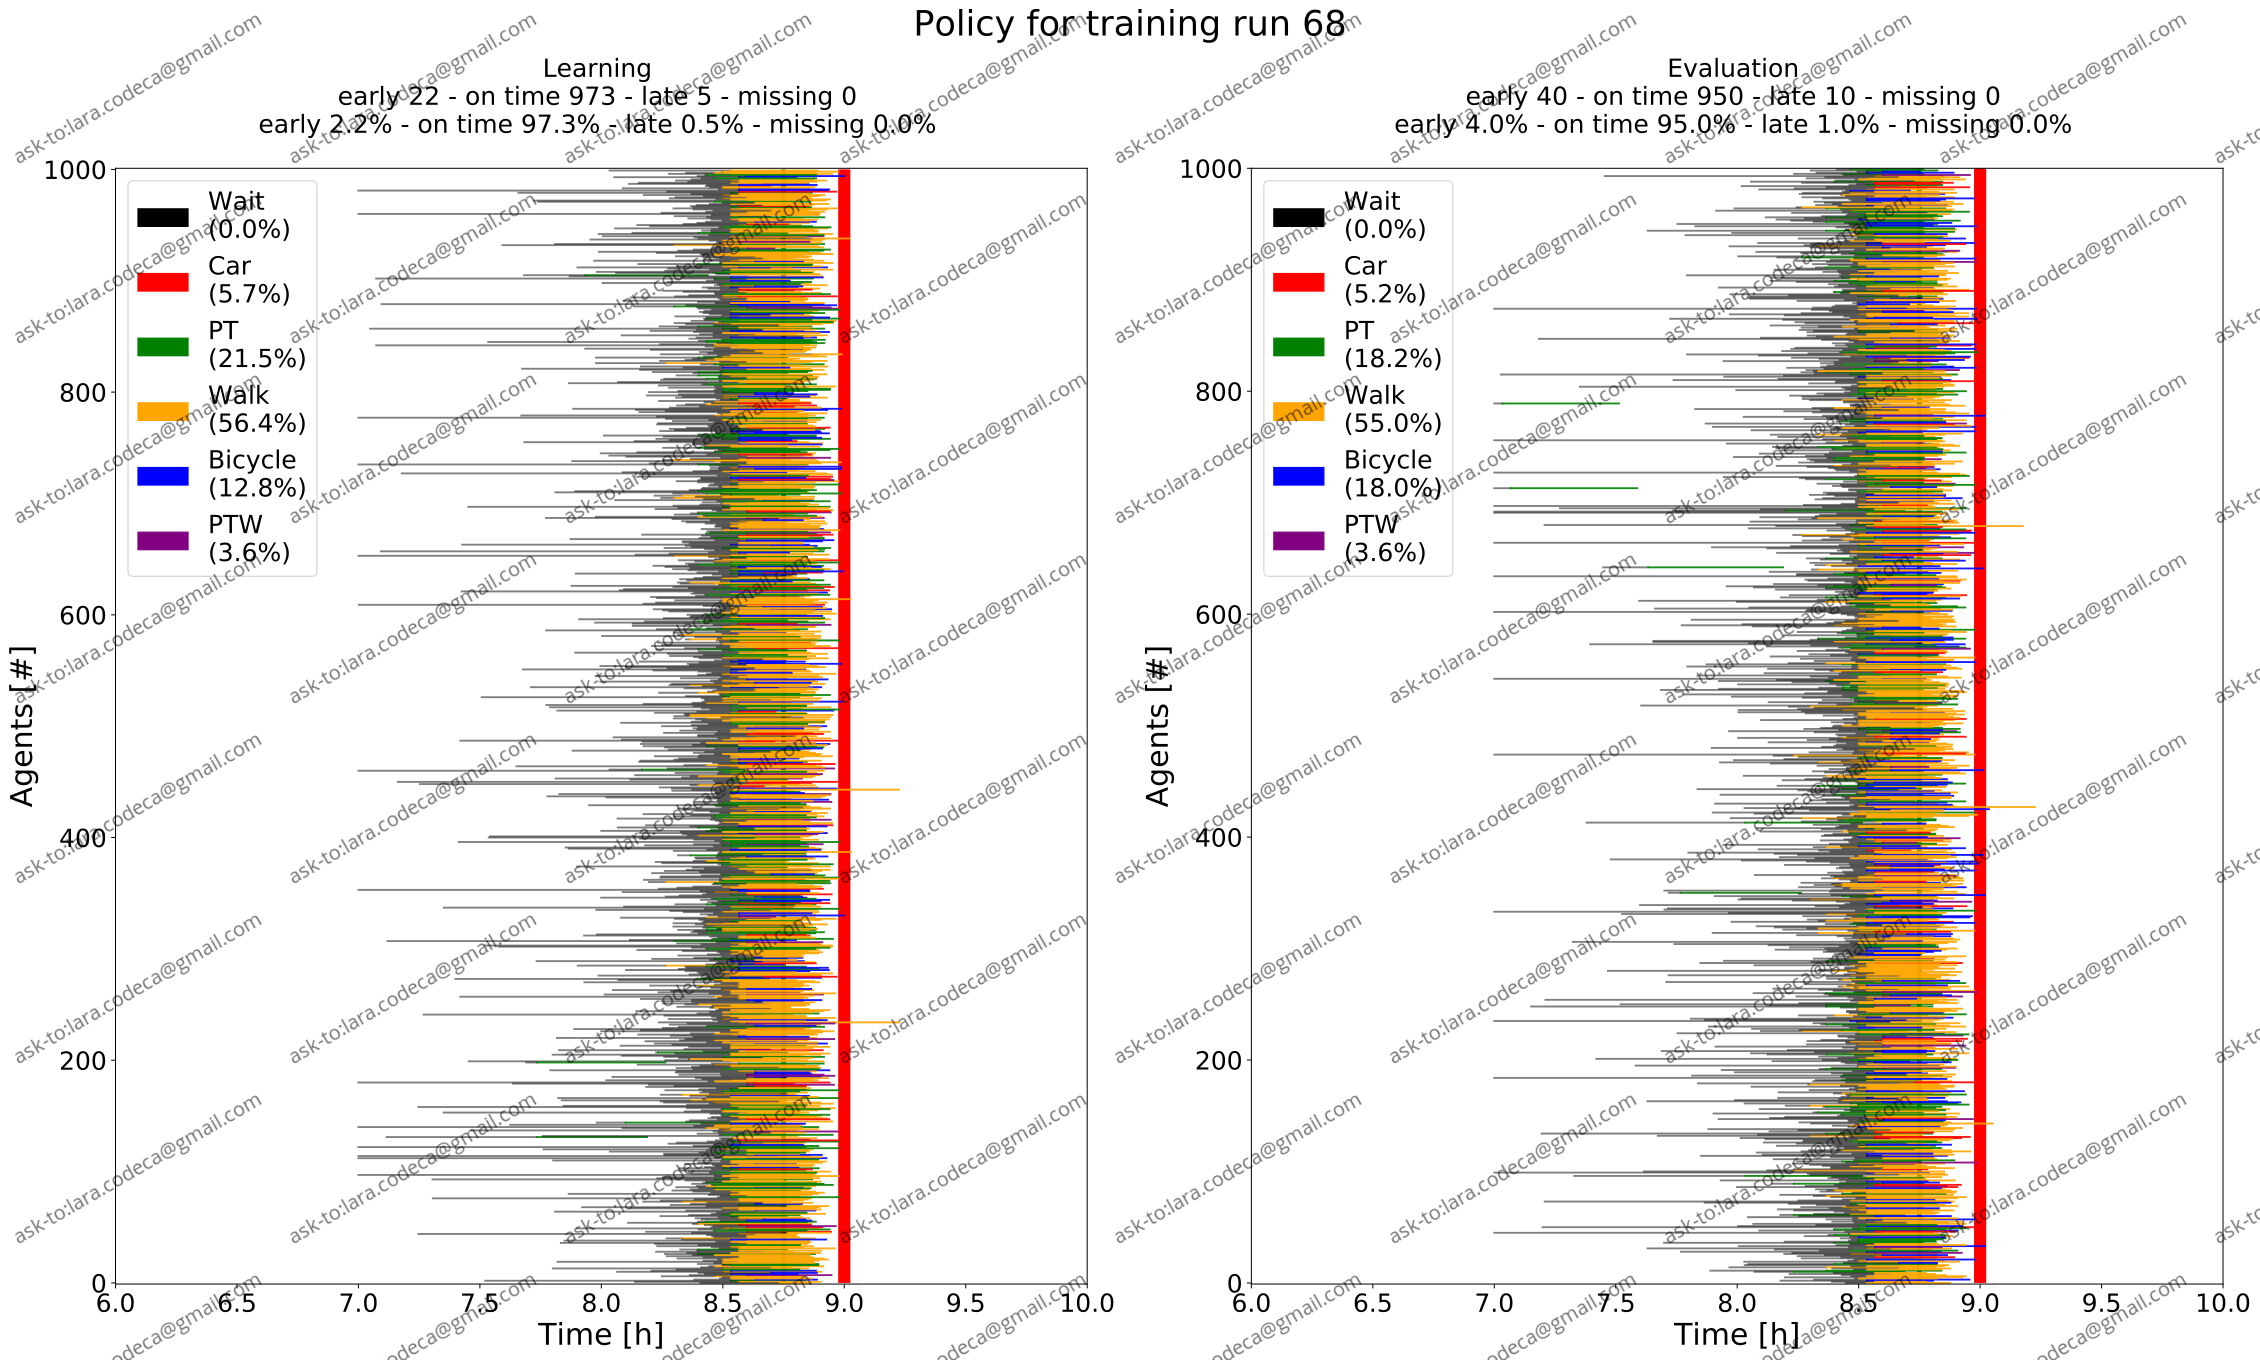 Policy for training run 68
Learning
early 22 - on time 973 - late 5 - missing 0
early 2.2% - on time 97.3% - late 0.5% - missing 0.0%
1000
800
600
400
200
0
Agents [#]
Wait
(0.0%)
Car
(5.7%)
PT
(21.5%)
Walk
(56.4%)
Bicycle
(12.8%)
PTW
(3.6%)
6.0 6.5 7.0 7.5 8.0 8.5 9.0 9.5 10.0
Time [h]
Evaluation
early 40 - on time 950 - late 10 - missing 0
early 4.0% - on time 95.0% - late 1.0% - missing 0.0%
1000
800
600
400
200
0
Agents [#]
Wait
(0.0%)
Car
(5.2%)
PT
(18.2%)
Walk
(55.0%)
Bicycle
(18.0%)
PTW
(3.6%)
6.0 6.5 7.0 7.5 8.0 8.5 9.0 9.5 10.0
Time [h]
ask-to:lara.codeca@gmail.com